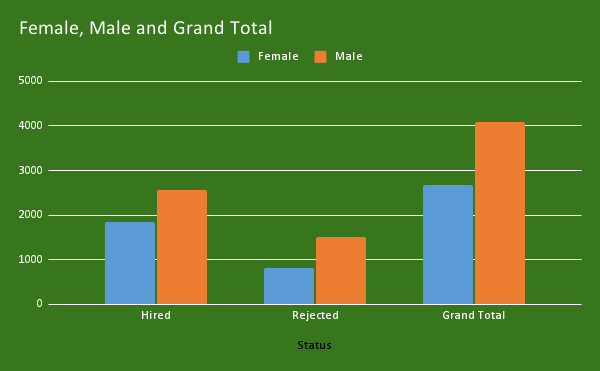 Female, Male and Grand Total
Female Male
5000
4000
3000
2000
1000
0
Hired Rejected Grand Total
Status